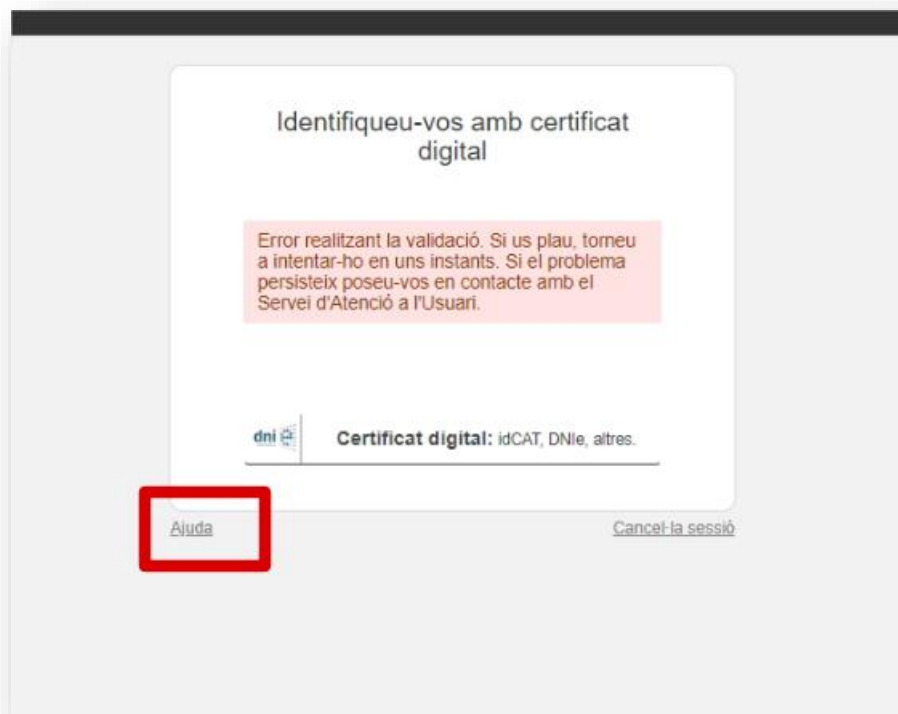 Identifiqueu-vos amb certificat
digital
Error realitzant la validació. Si us plau, torneu
a intentar-ho en uns instants. Si el problema
persisteix poseu-vos en contacte amb el
Servei d'Atenció a l'Usuari.
dni e Certificat digital: idCAT, DNIe, altres.
Ajuda Cancel·la sessió